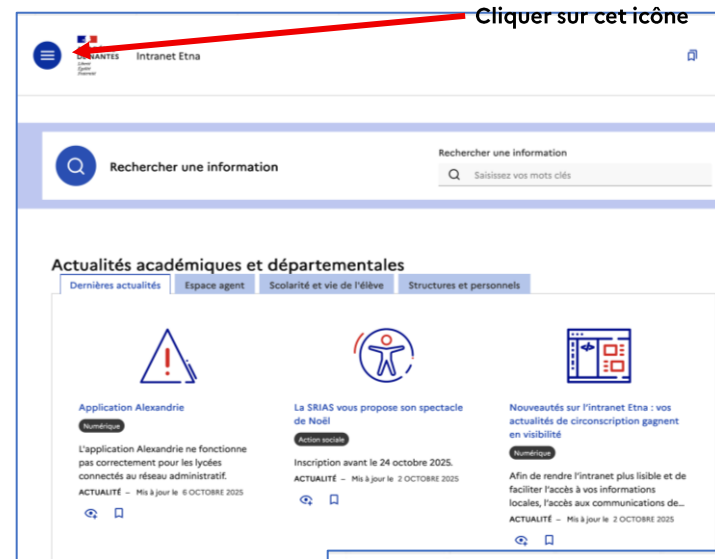 Cliquer sur cet icône
DE NANTES
Liberté
Égalité
Fraternité
Intranet Etna
Rechercher une information
Rechercher une information
Saisissez vos mots clés
Actualités académiques et départementales
Dernières actualités
Espace agent
Scolarité et vie de l'élève
Structures et personnels
Application Alexandrie
Numérique
L'application Alexandrie ne fonctionne
pas correctement pour les lycées
connectés au réseau administratif.
ACTUALITÉ – Mis à jour le 6 OCTOBRE 2025
La SRIAS vous propose son spectacle
de Noël
Action sociale
Inscription avant le 24 octobre 2025.
ACTUALITÉ – Mis à jour le 2 OCTOBRE 2025
Nouveautés sur l'intranet Etna : vos
actualités de circonscription gagnent
en visibilité
Numérique
Afin de rendre l'intranet plus lisible et de
faciliter l'accès à vos informations
locales, l'accès aux communications de...
ACTUALITÉ – Mis à jour le 2 OCTOBRE 2025